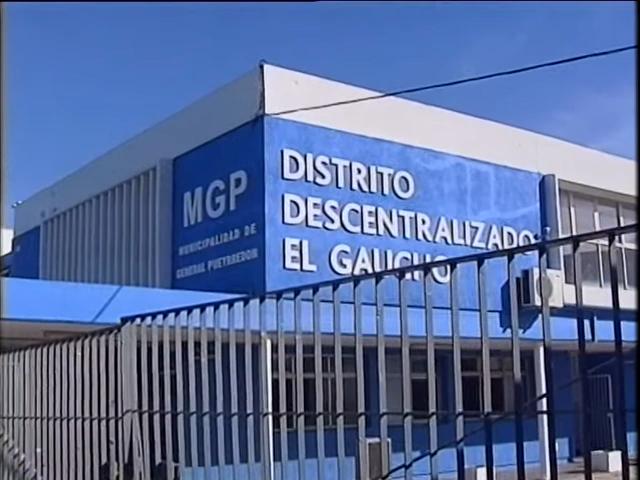 MGP
MUNICIPALIDAD DE
GENERAL PUEYRREDON
DISTRITO
DESCENTRALIZADO
EL GAUCHO